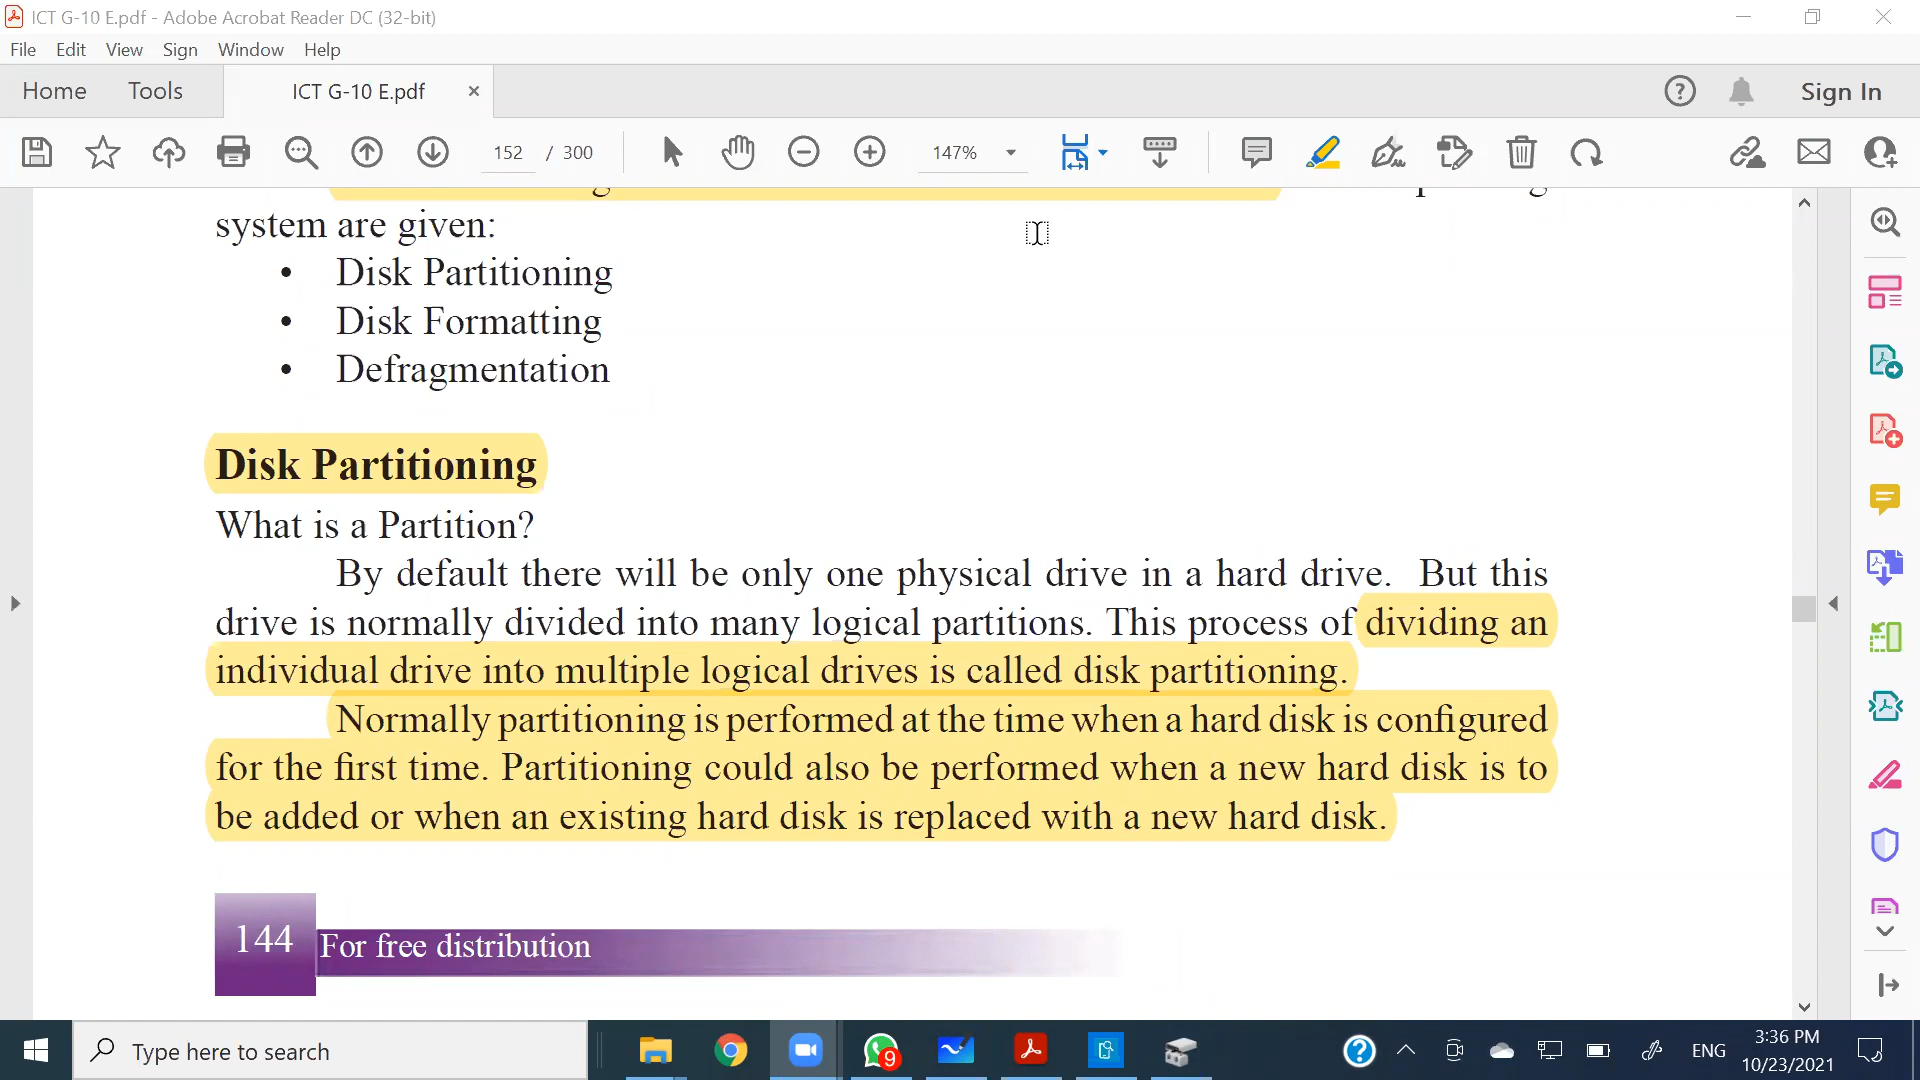 ICT G-10 E.pdf - Adobe Acrobat Reader DC (32-bit)
File Edit View Sign Window Help
Home Tools ICT G-10 E.pdf × Sign In
152 / 300 147%
system are given:
• Disk Partitioning
• Disk Formatting
• Defragmentation
Disk Partitioning
What is a Partition?
By default there will be only one physical drive in a hard drive. But this
drive is normally divided into many logical partitions. This process of dividing an
individual drive into multiple logical drives is called disk partitioning.
Normally partitioning is performed at the time when a hard disk is configured
for the first time. Partitioning could also be performed when a new hard disk is to
be added or when an existing hard disk is replaced with a new hard disk.
144 For free distribution
Type here to search
9
ENG
3:36 PM
10/23/2021